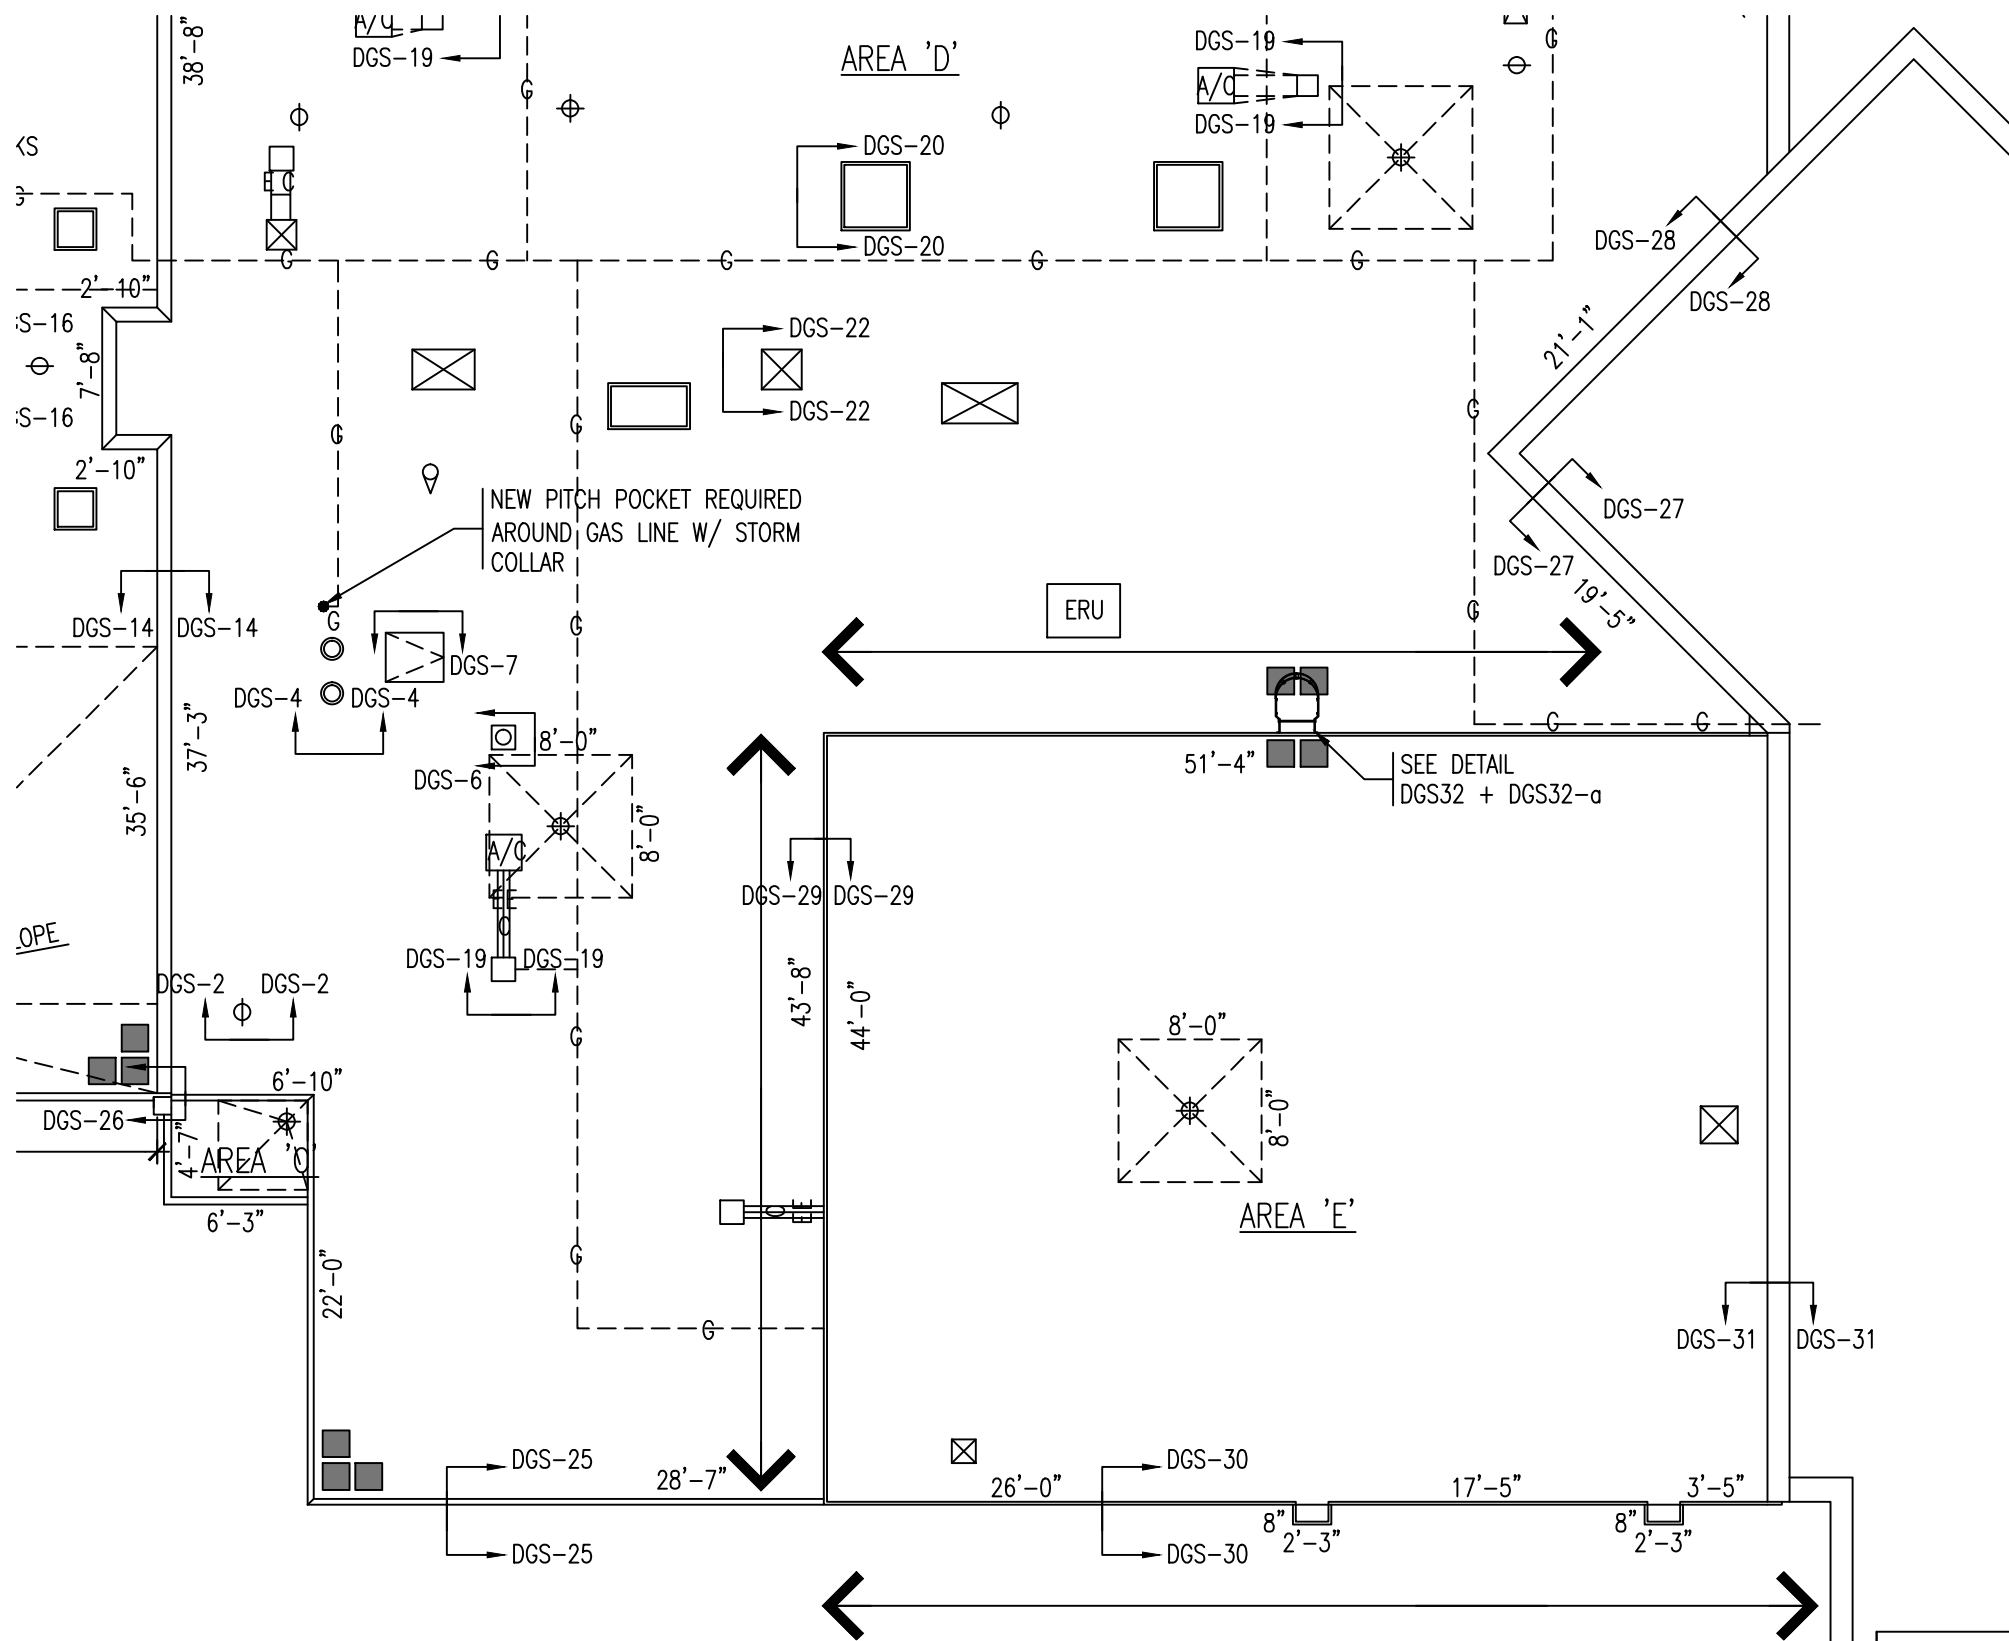 38'-8"
A/C
DGS-19
G
AREA 'D'
DGS-19
A/C
DGS-19
G
KS
G
C
DGS-20
DGS-20
DGS-28
DGS-28
G
G
G
G
G
2'-10"
GS-16
7'-8"
GS-16
2'-10"
DGS-22
DGS-22
21'-1"
G
G
G
NEW PITCH POCKET REQUIRED
AROUND GAS LINE W/ STORM
COLLAR
DGS-27
DGS-27
19'-5"
DGS-14
DGS-14
G
G
ERU
G
DGS-7
DGS-4
DGS-4
37'-3"
35'-6"
8'-0"
DGS-6
8'-0"
A/C
E
C
G
G
51'-4"
SEE DETAIL
DGS32 + DGS32-a
DGS-29
DGS-29
LOPE
DGS-19
DGS-19
DGS-2
DGS-2
43'-8"
44'-0"
G
8'-0"
8'-0"
6'-10"
DGS-26
4'-7"
AREA 'O'
6'-3"
E
AREA 'E'
G
22'-0"
G
DGS-31
DGS-31
DGS-25
28'-7"
DGS-25
DGS-30
26'-0"
17'-5"
3'-5"
8"
2'-3"
8"
2'-3"
DGS-30